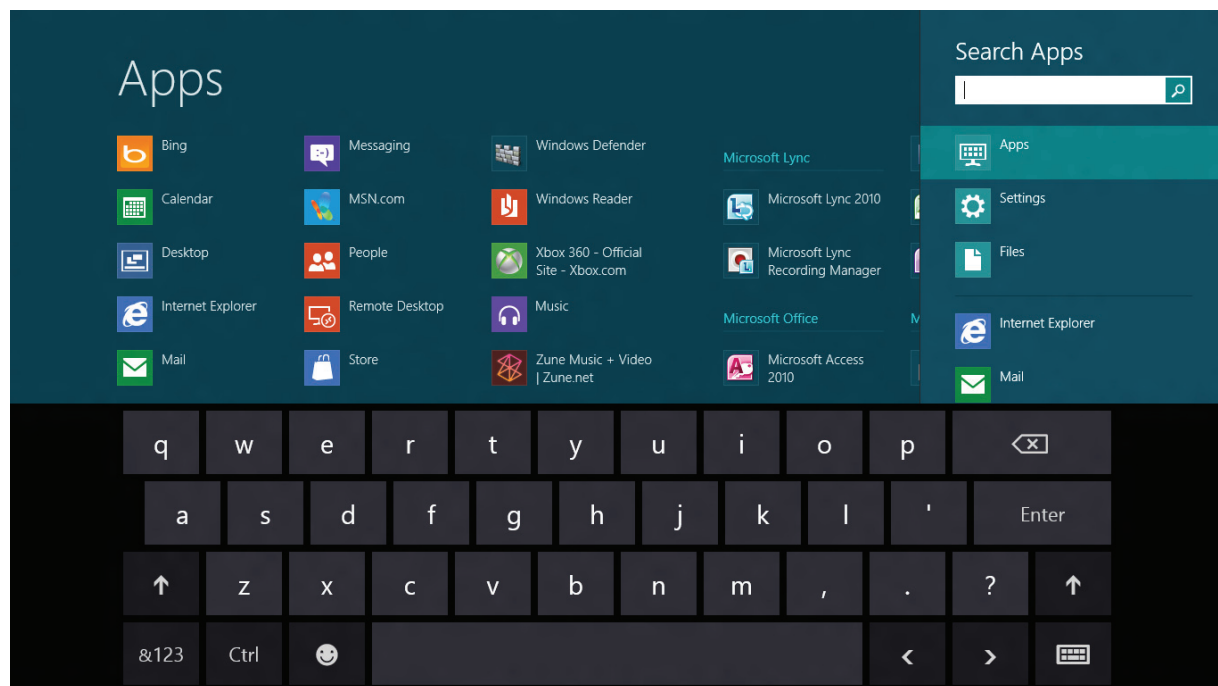 Apps
Bing
Calendar
Desktop
Internet Explorer
Mail
Messaging
MSN.com
People
Remote Desktop
Store
Windows Defender
Windows Reader
Xbox 360 - Official
Site - Xbox.com
Music
Zune Music + Video
| Zune.net
Microsoft Lync
Microsoft Lync 2010
Microsoft Lync
Recording Manager
Microsoft Office
Microsoft Access
2010
M
Search Apps
Apps
Settings
Files
Internet Explorer
Mail
q w e r t y u i o p
a s d f g h j k l ' Enter
z x c v b n m , . ?
&123 Ctrl < >